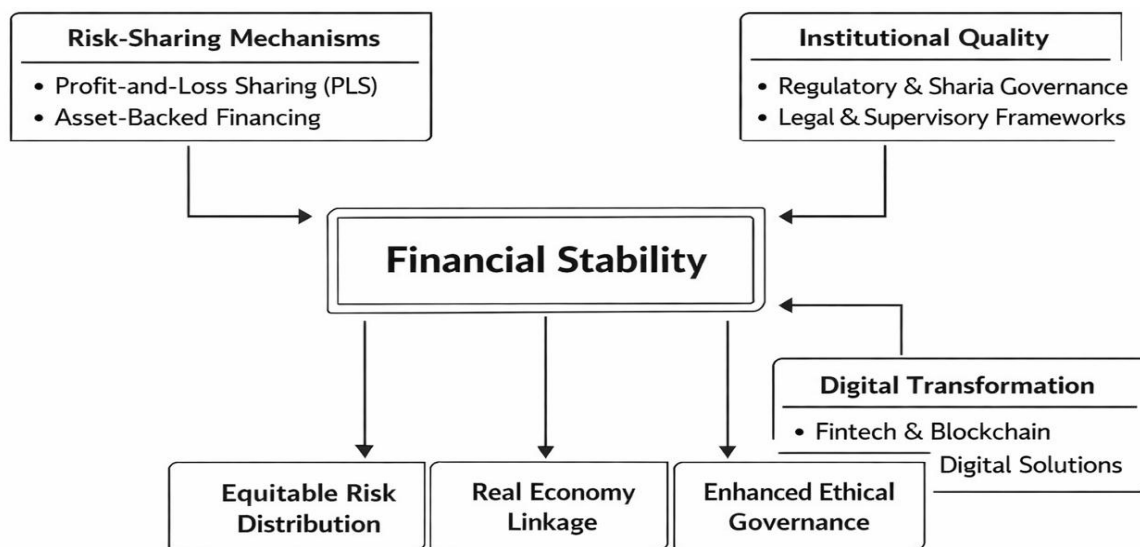 Risk-Sharing Mechanisms
• Profit-and-Loss Sharing (PLS)
• Asset-Backed Financing
Institutional Quality
• Regulatory & Sharia Governance
• Legal & Supervisory Frameworks
Financial Stability
Digital Transformation
• Fintech & Blockchain
Digital Solutions
Equitable Risk
Distribution
Real Economy
Linkage
Enhanced Ethical
Governance